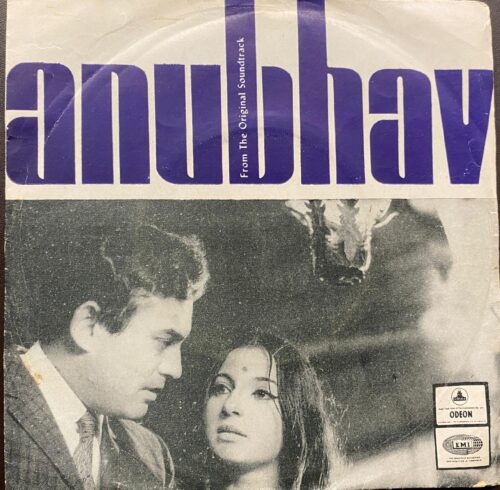 anubhav
From The Original Soundtrack
ODEON
EMI